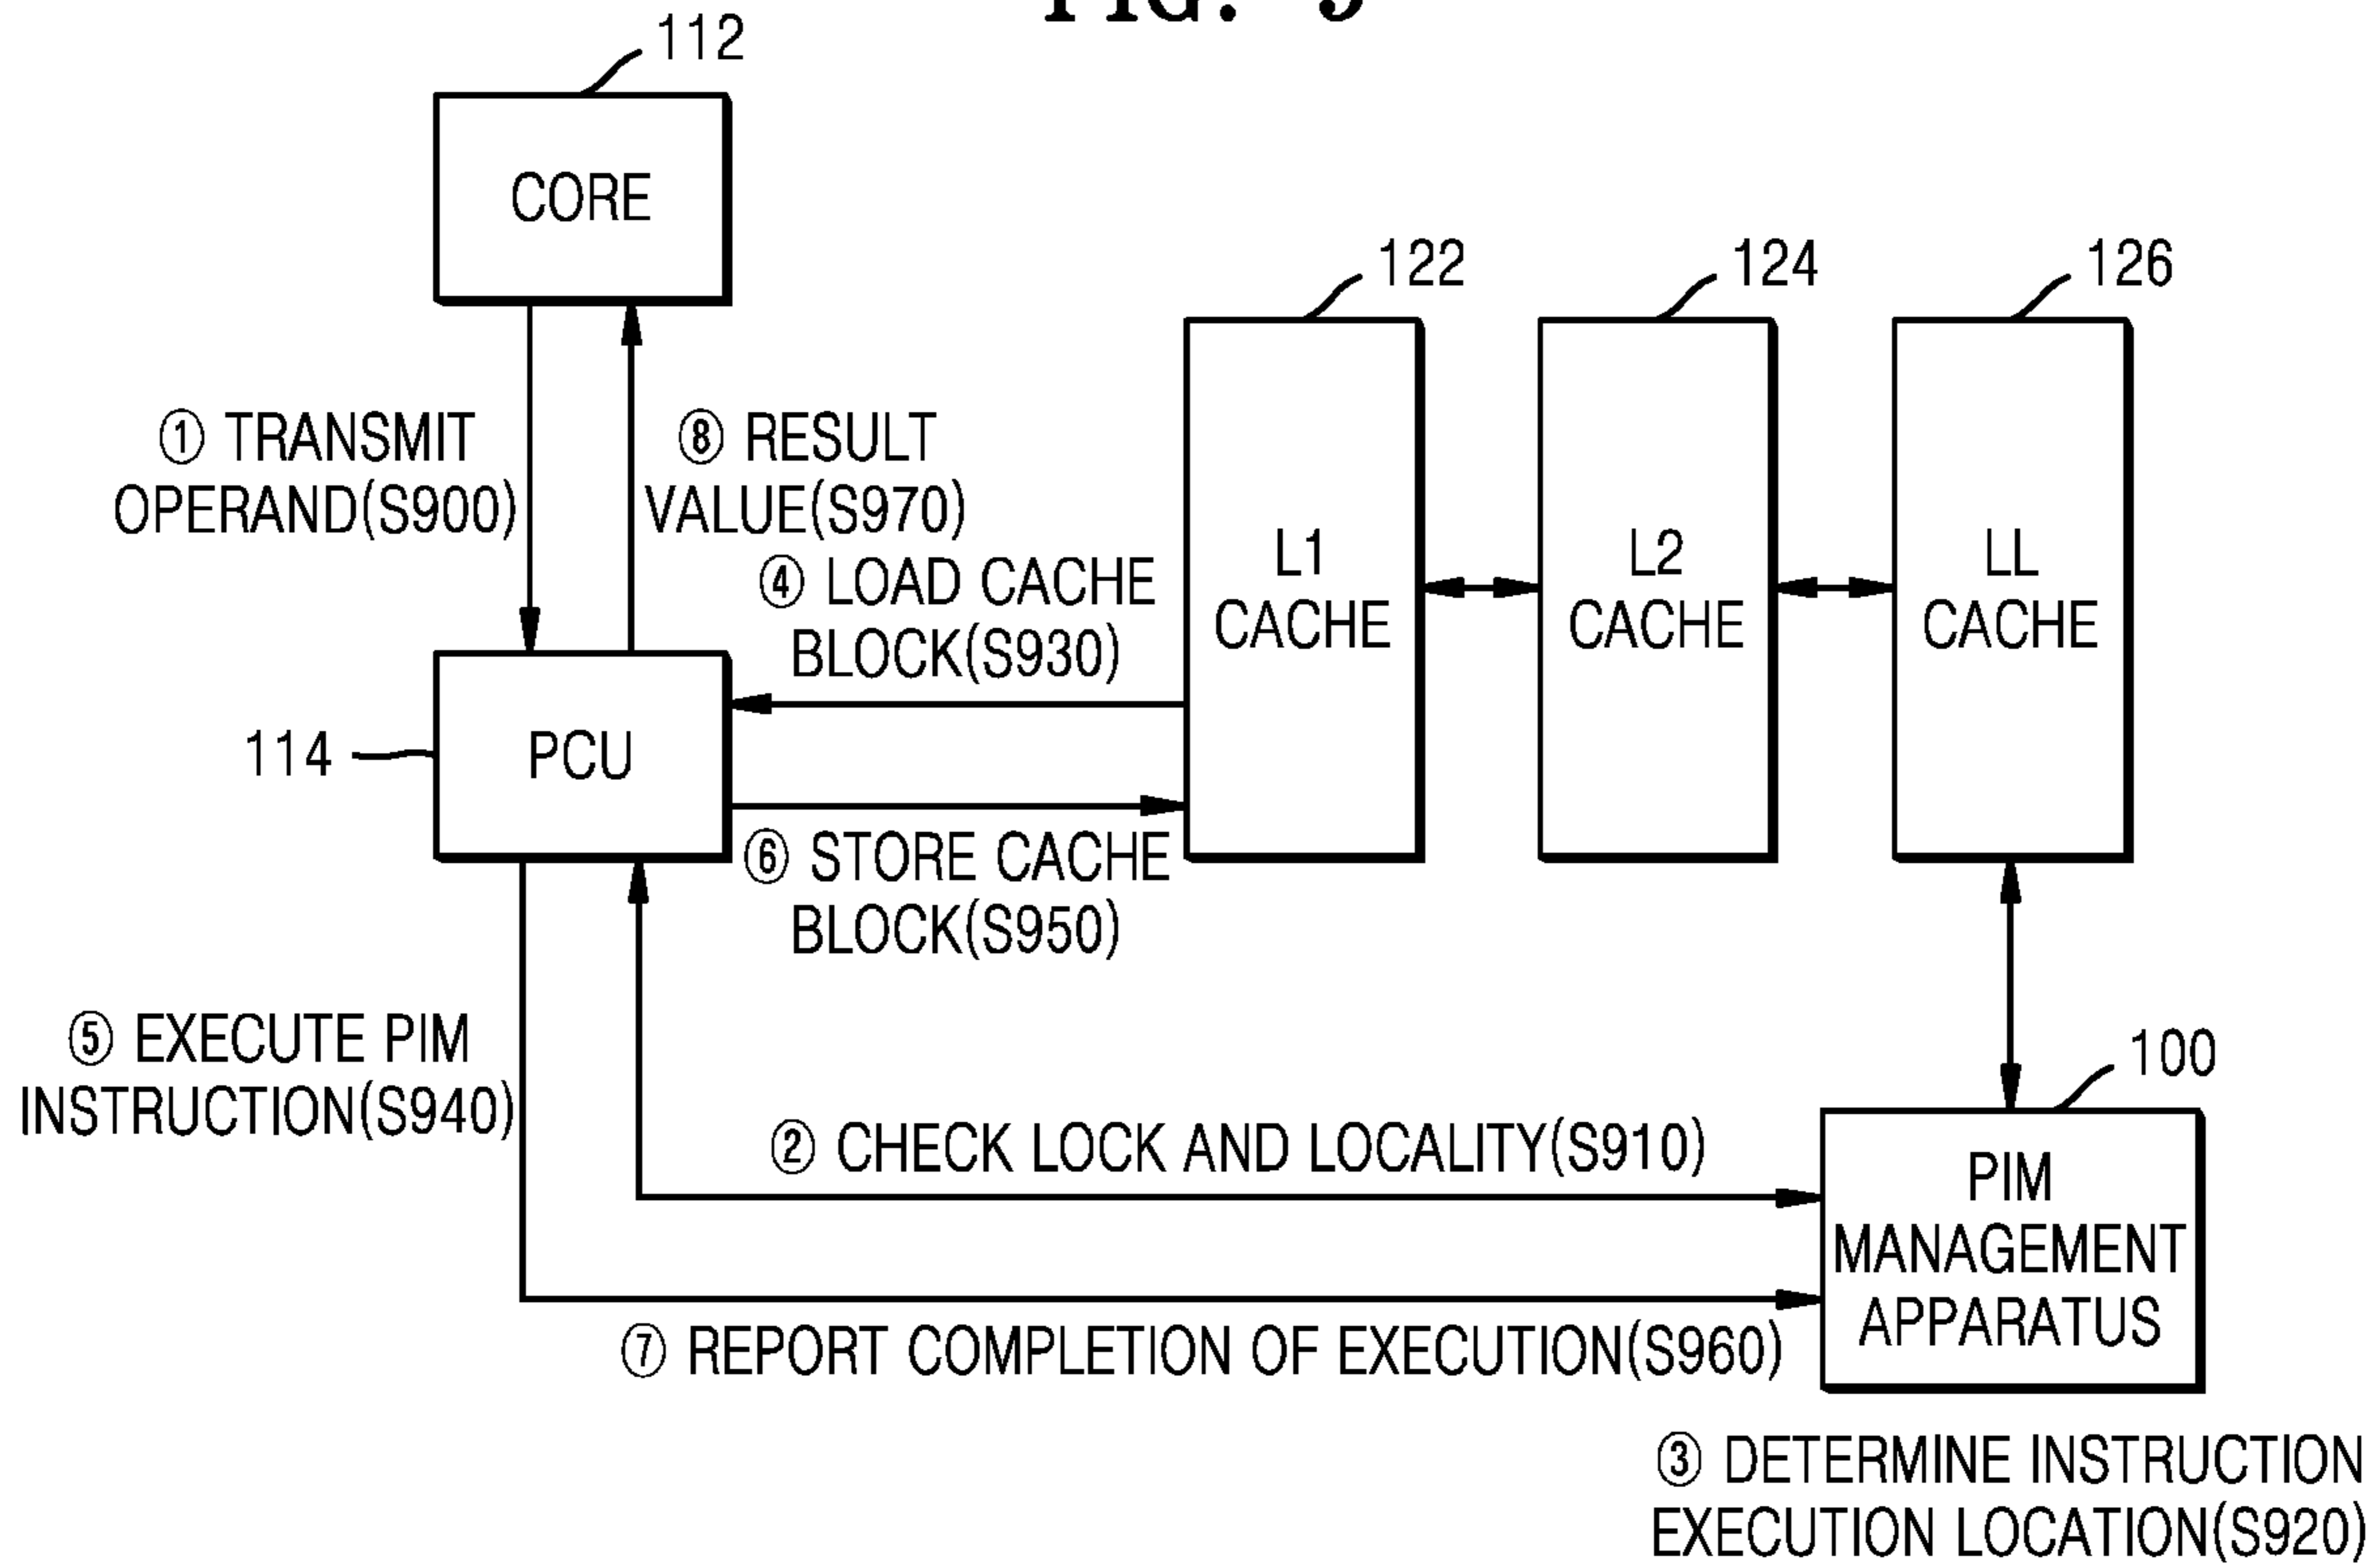 FIG. 9
112
CORE
122
124
126
① TRANSMIT
OPERAND(S900)
⑧ RESULT
VALUE(S970)
④ LOAD CACHE
BLOCK(S930)
L1
CACHE
L2
CACHE
LL
CACHE
114
PCU
⑥ STORE CACHE
BLOCK(S950)
⑤ EXECUTE PIM
INSTRUCTION(S940)
100
② CHECK LOCK AND LOCALITY(S910)
PIM
MANAGEMENT
APPARATUS
⑦ REPORT COMPLETION OF EXECUTION(S960)
③ DETERMINE INSTRUCTION
EXECUTION LOCATION(S920)